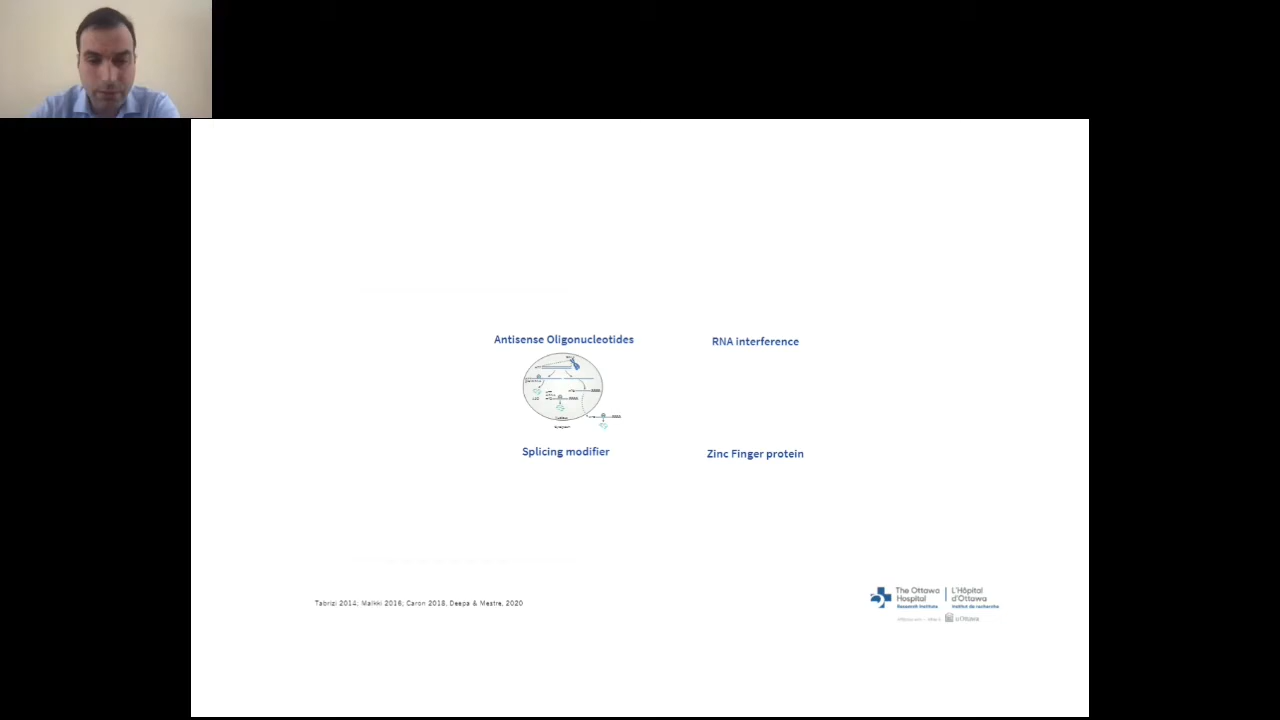 Antisense Oligonucleotides
RNA interference
Splicing modifier
Zinc Finger protein
Tabrizi 2014; Malkki 2016; Caron 2018, Deepa & Mestre, 2020
The Ottawa
Hospital
Research Institute
L'Hôpital
d'Ottawa
Institut de recherche
uOttawa